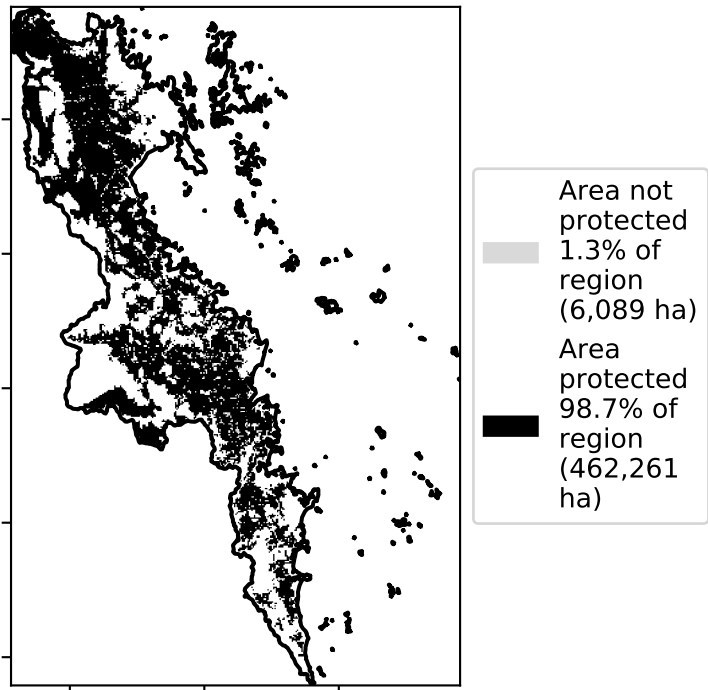 Area not
protected
1.3% of
region
(6,089 ha)
Area
protected
98.7% of
region
(462,261
ha)